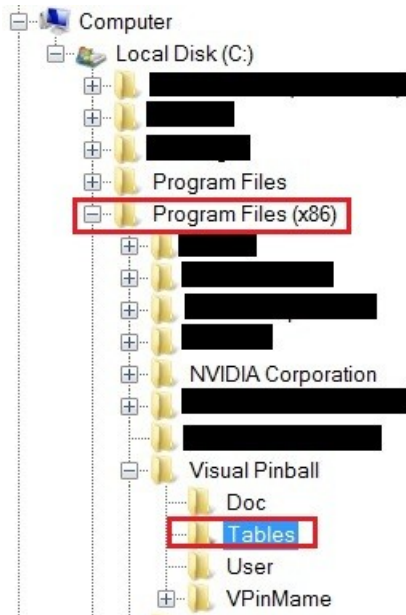 Computer
Local Disk (C:)
Program Files
Program Files (x86)
NVIDIA Corporation
Visual Pinball
Doc
Tables
User
VPinMame